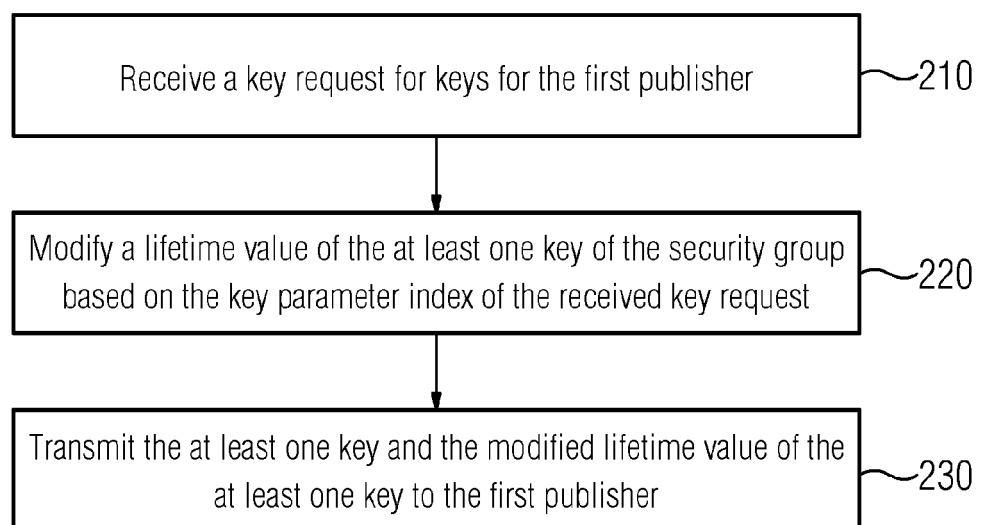 Receive a key request for keys for the first publisher
210
Modify a lifetime value of the at least one key of the security group
based on the key parameter index of the received key request
220
Transmit the at least one key and the modified lifetime value of the
at least one key to the first publisher
230